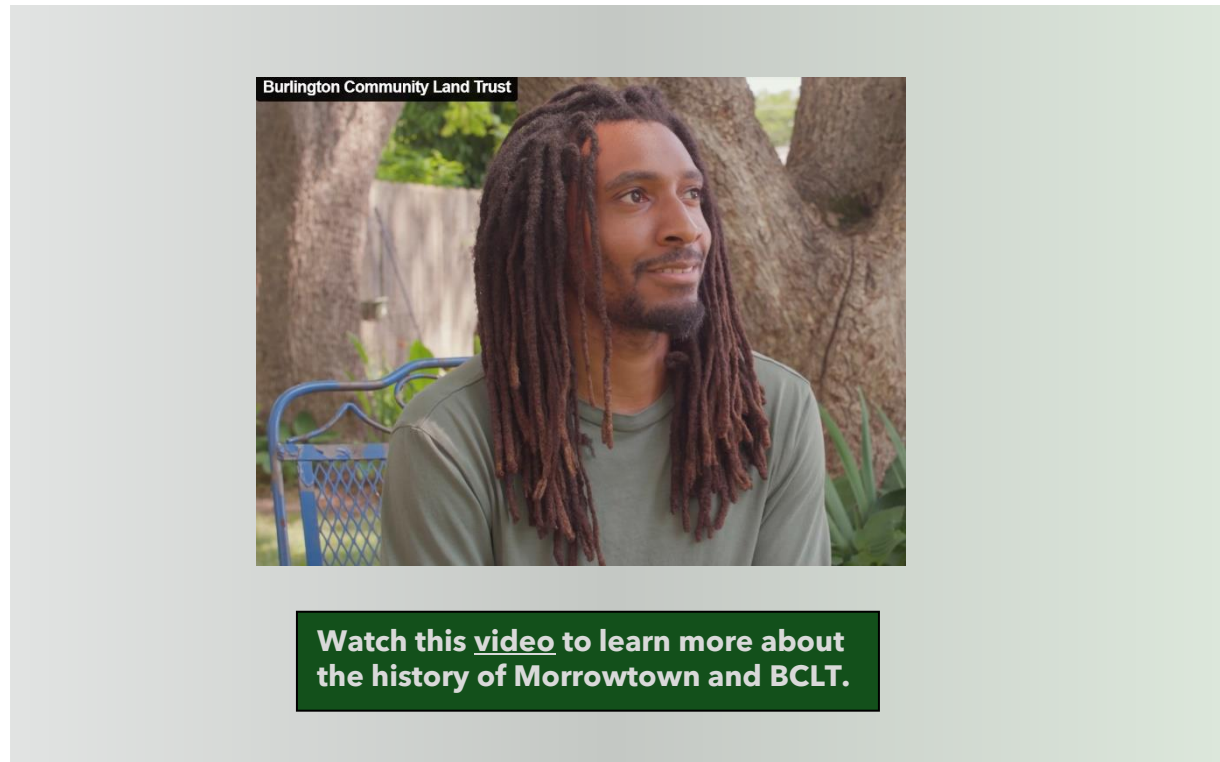 Burlington Community Land Trust
Watch this video to learn more about
the history of Morrowtown and BCLT.